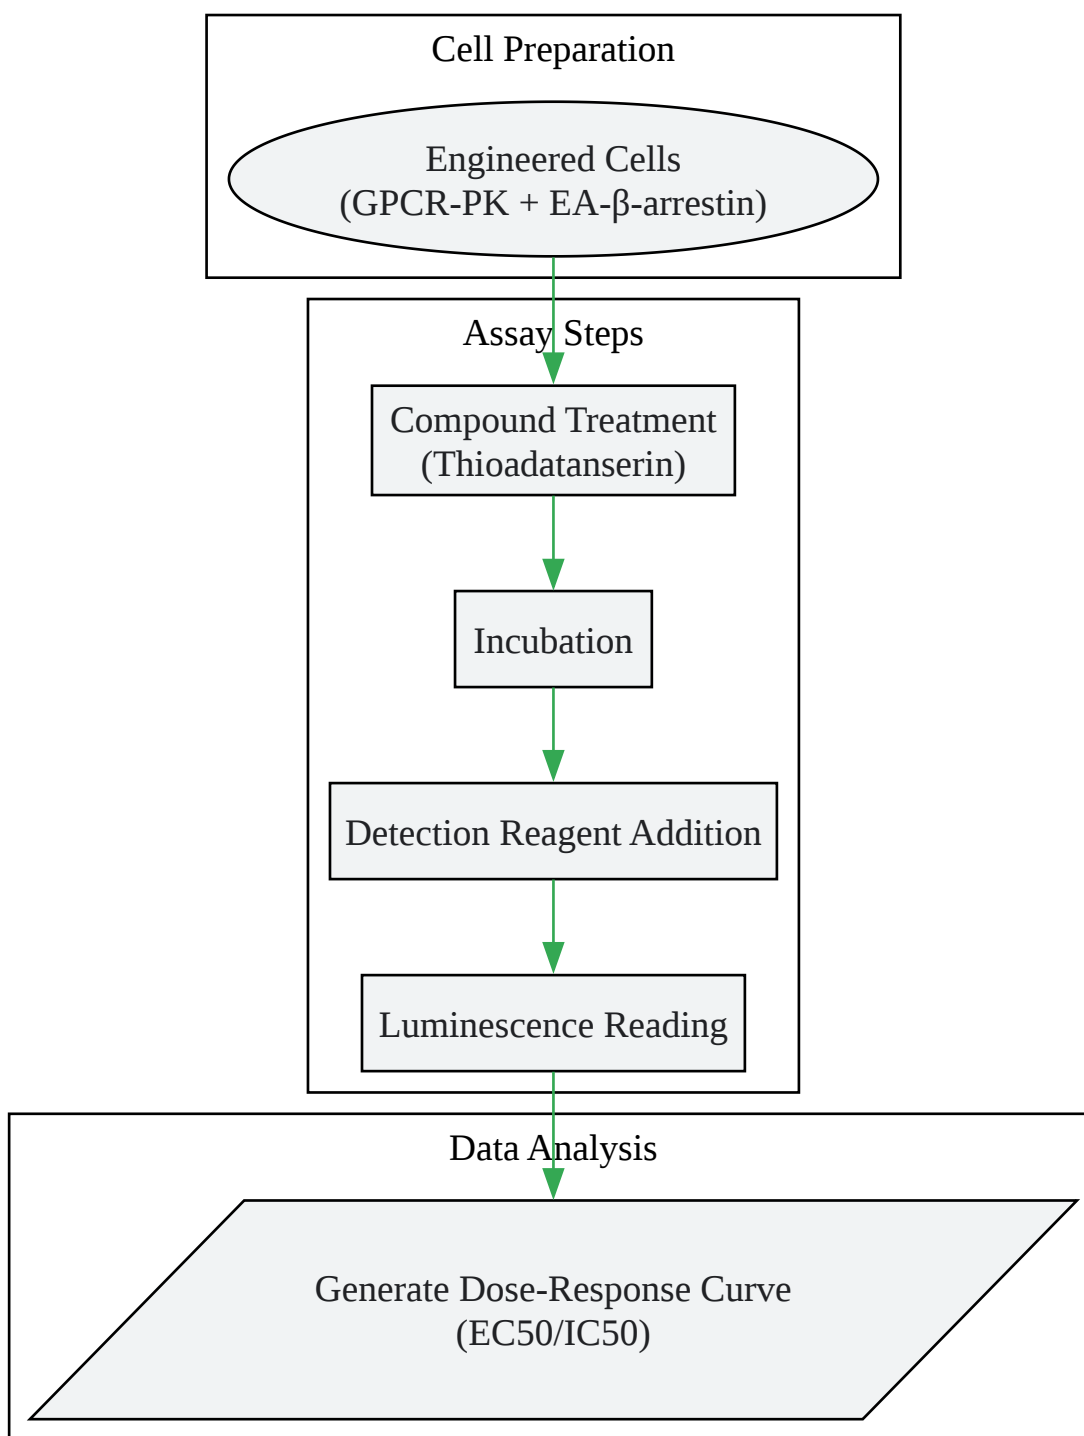 Cell Preparation
Engineered Cells
(GPCR-PK + EA-β-arrestin)
Assay Steps
Compound Treatment
(Thioadatanserin)
Incubation
Detection Reagent Addition
Luminescence Reading
Data Analysis
Generate Dose-Response Curve
(EC50/IC50)